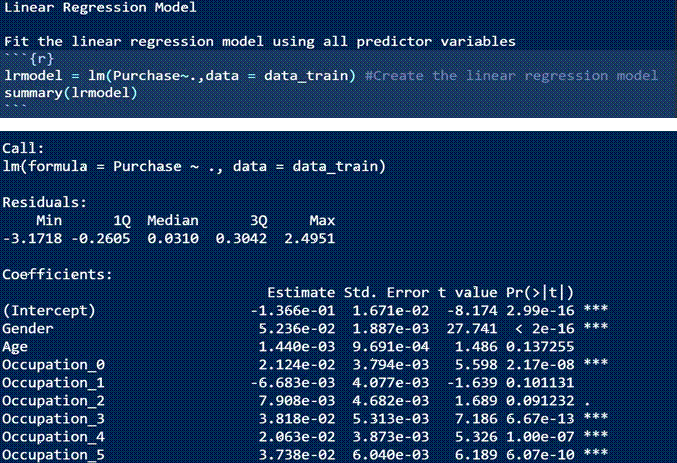 Linear Regression Model
Fit the linear regression model using all predictor variables
```{r}
lrmodel = lm(Purchase~.,data = data_train) #Create the linear regression model
summary(lrmodel)
```
Call:
lm(formula = Purchase ~ ., data = data_train)
Residuals:
Min 1Q Median 3Q Max
-3.1718 -0.2605 0.0310 0.3042 2.4951
Coefficients:
Estimate Std. Error t value Pr(>|t|)
(Intercept) -1.366e-01 1.671e-02 -8.174 2.99e-16 ***
Gender 5.236e-02 1.887e-03 27.741 < 2e-16 ***
Age 1.440e-03 9.691e-04 1.486 0.137255
Occupation_0 2.124e-02 3.794e-03 5.598 2.17e-08 ***
Occupation_1 -6.683e-03 4.077e-03 -1.639 0.101131
Occupation_2 7.908e-03 4.682e-03 1.689 0.091232 .
Occupation_3 3.818e-02 5.313e-03 7.186 6.67e-13 ***
Occupation_4 2.063e-02 3.873e-03 5.326 1.00e-07 ***
Occupation_5 3.738e-02 6.040e-03 6.189 6.07e-10 ***